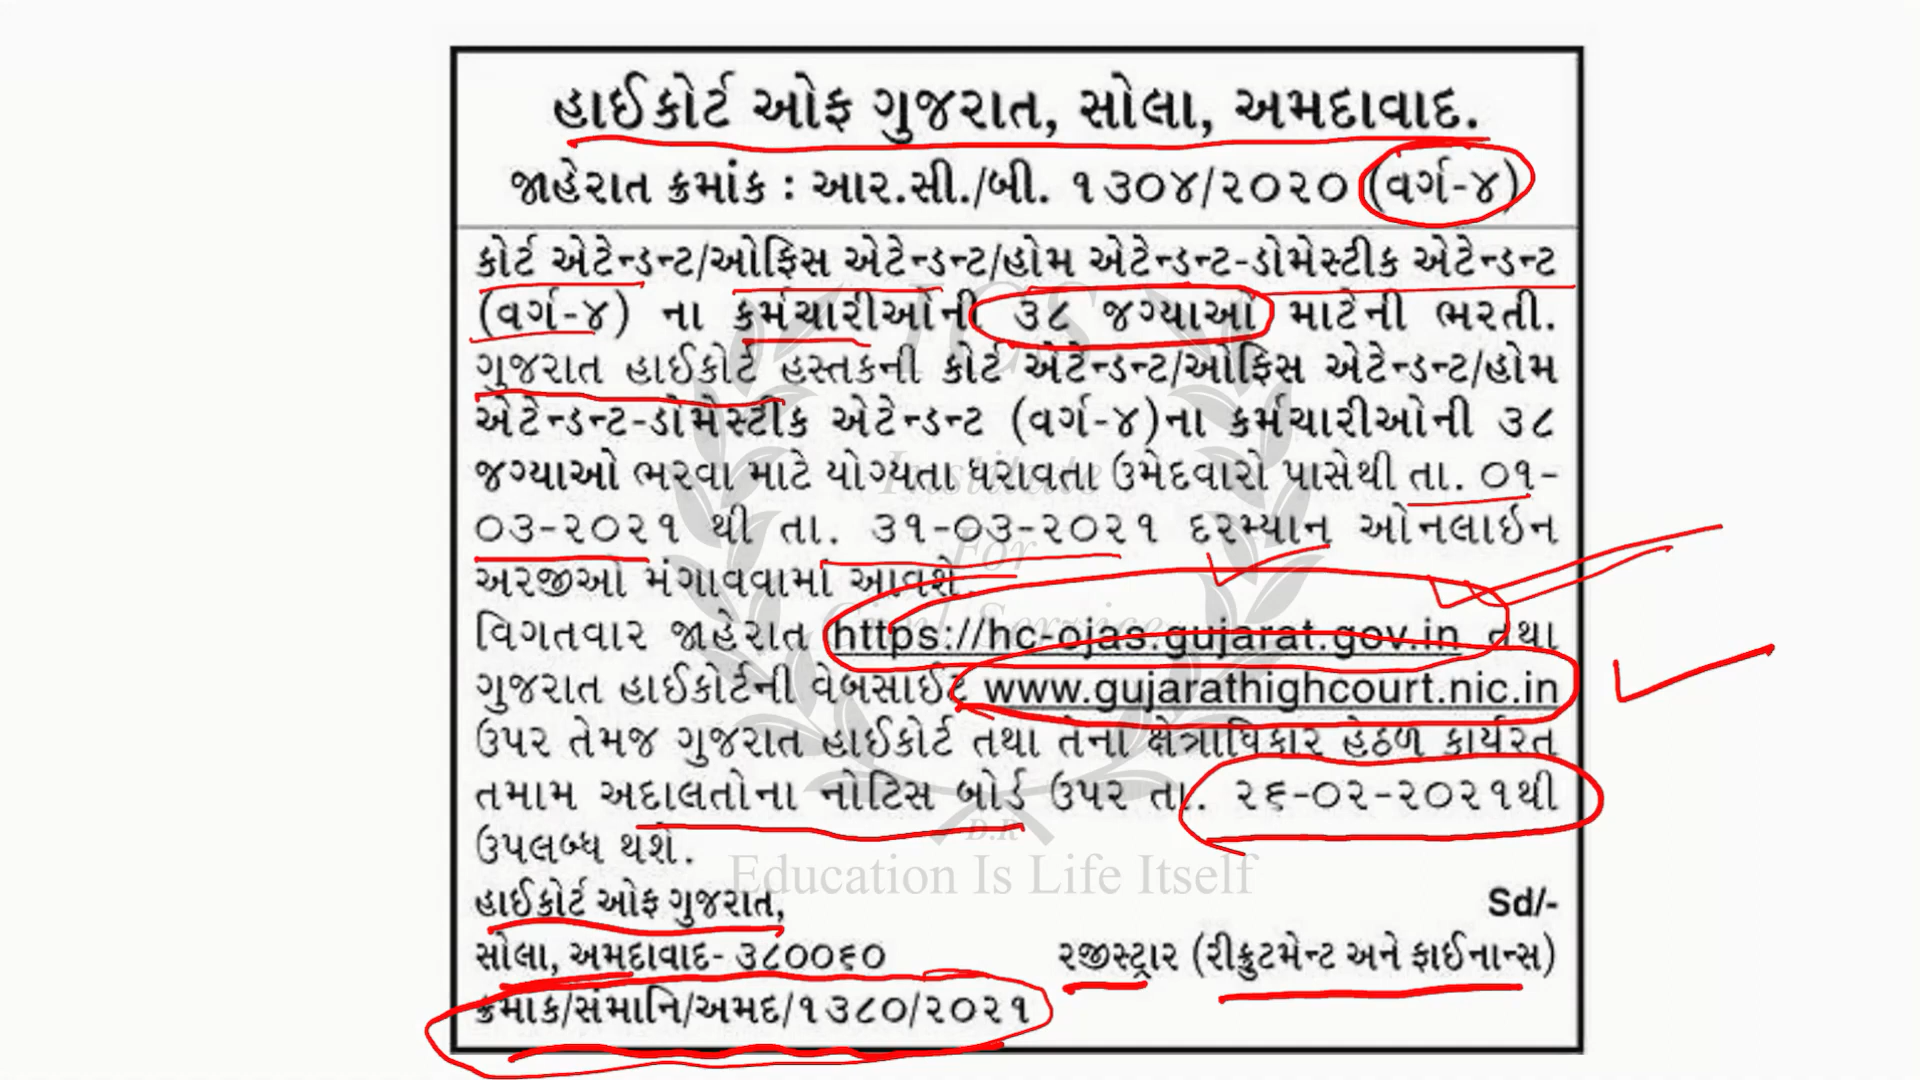 હાઈકોર્ટ ઓફ ગુજરાત, સોલા, અમદાવાદ.
જાહેરાત ક્રમાંક : આર.સી./બી. ૧૩૦૪/૨૦૨૦ (વર્ગ-૪)
કોર્ટ એટેન્ડન્ટ/ઓફિસ એટેન્ડન્ટ/હોમ એટેન્ડન્ટ-ડોમેસ્ટીક એટેન્ડન્ટ
(વર્ગ-૪) ના કર્મચારીઓની ૩૮ જગ્યાઓ માટેની ભરતી.
ગુજરાત હાઈકોર્ટ હસ્તકની કોર્ટ એટેન્ડન્ટ/ઓફિસ એટેન્ડન્ટ/હોમ
એટેન્ડન્ટ-ડોમેસ્ટીક એટેન્ડન્ટ (વર્ગ-૪)ના કર્મચારીઓની ૩૮
જગ્યાઓ ભરવા માટે યોગ્યતા ધરાવતા ઉમેદવારો પાસેથી તા. ૦૧-
૦૩-૨૦૨૧ થી તા. ૩૧-૦૩-૨૦૨૧ દરમ્યાન ઓનલાઇન
અરજીઓ મંગાવવામાં આવશે.
વિગતવાર જાહેરાત https://hc-ojas.gujarat.gov.in તથા
ગુજરાત હાઈકોર્ટની વેબસાઈટ www.gujarathighcourt.nic.in
ઉપર તેમજ ગુજરાત હાઈકોર્ટ તથા તેના ક્ષેત્રાધિકાર હેઠળ કાર્યરત
તમામ અદાલતોના નોટિસ બોર્ડ ઉપર તા. ૨૬-૦૨-૨૦૨૧થી
ઉપલબ્ધ થશે.
હાઈકોર્ટ ઓફ ગુજરાત,
Sd/-
સોલા, અમદાવાદ- ૩૮૦૦૬૦
રજીસ્ટ્રાર (રીક્રુટમેન્ટ અને ફાઈનાન્સ)
ક્રમાંક/સંમાનિ/અમદ/૧૩૮૦/૨૦૨૧
ICS
Institute
For
Civil Service
D.R
Education Is Life Itself